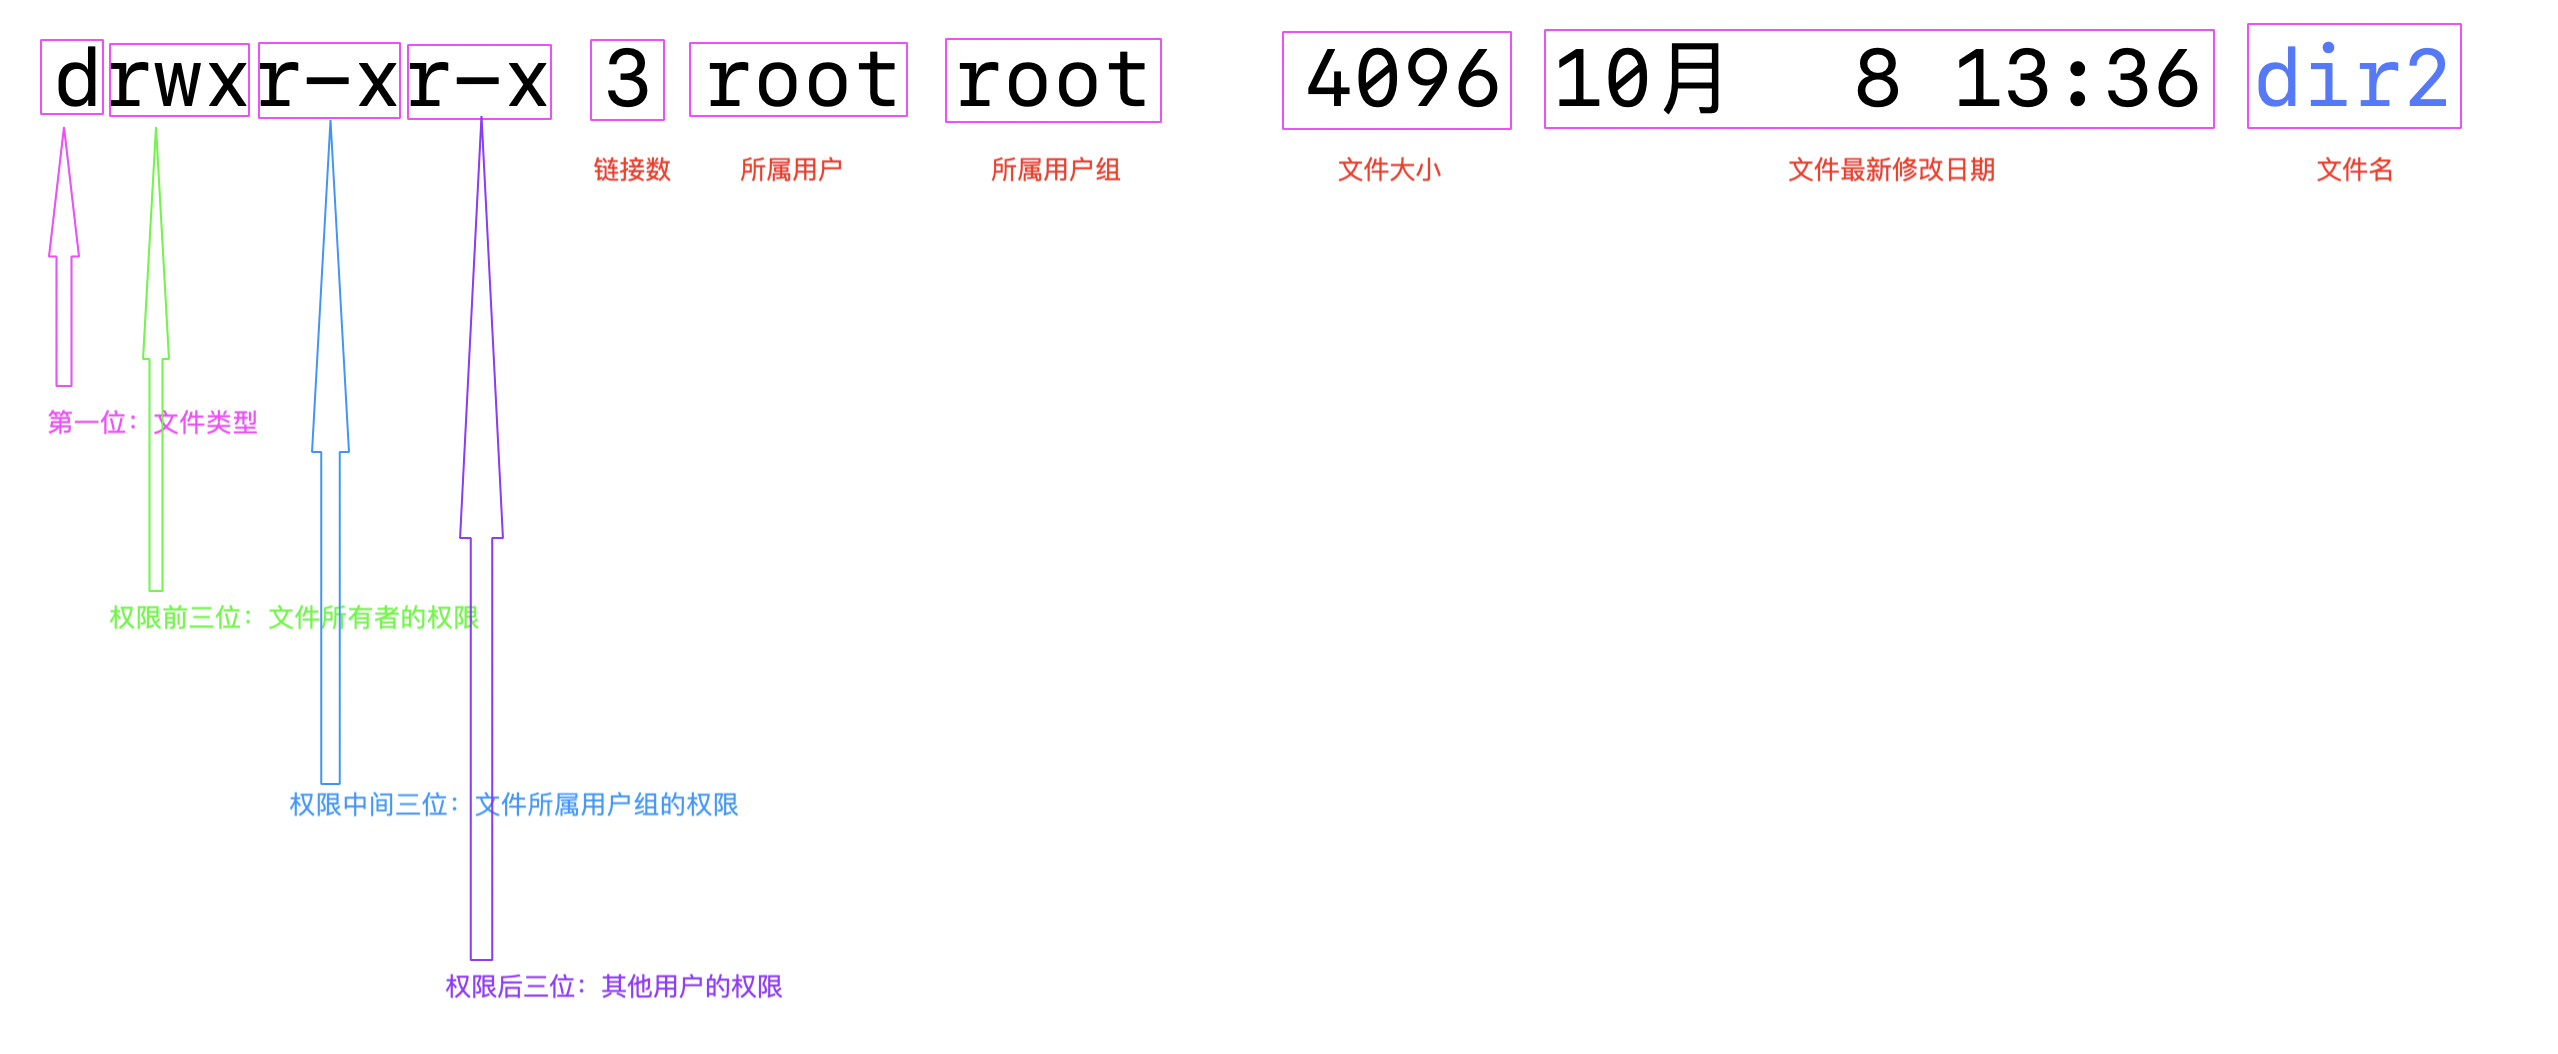 drwxr-xr-x 3 root root 4096 10月 8 13:36 dir2
链接数 所属用户 所属用户组 文件大小 文件最新修改日期 文件名
第一位：文件类型
权限前三位：文件所有者的权限
权限中间三位：文件所属用户组的权限
权限后三位：其他用户的权限